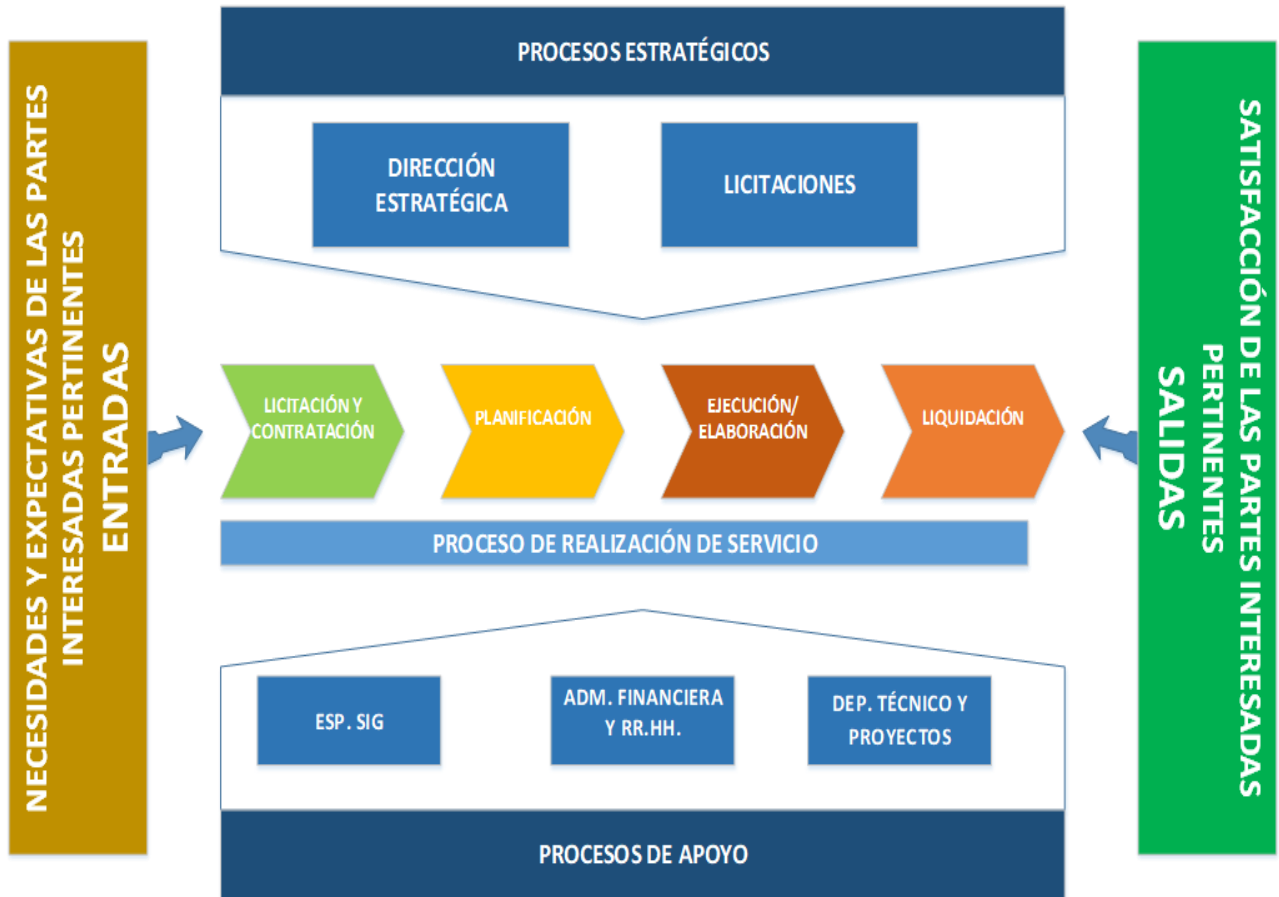 NECESIDADES Y EXPECTATIVAS DE LAS PARTES
INTERESADAS PERTINENTES
ENTRADAS
PROCESOS ESTRATÉGICOS
DIRECCIÓN
ESTRATÉGICA
LICITACIONES
LICITACIÓN Y
CONTRATACIÓN
PLANIFICACIÓN
EJECUCIÓN/
ELABORACIÓN
LIQUIDACIÓN
PROCESO DE REALIZACIÓN DE SERVICIO
ESP. SIG
ADM. FINANCIERA
Y RR.HH.
DEP. TÉCNICO Y
PROYECTOS
PROCESOS DE APOYO
SATISFACCIÓN DE LAS PARTES INTERESADAS
PERTINENTES
SALIDAS